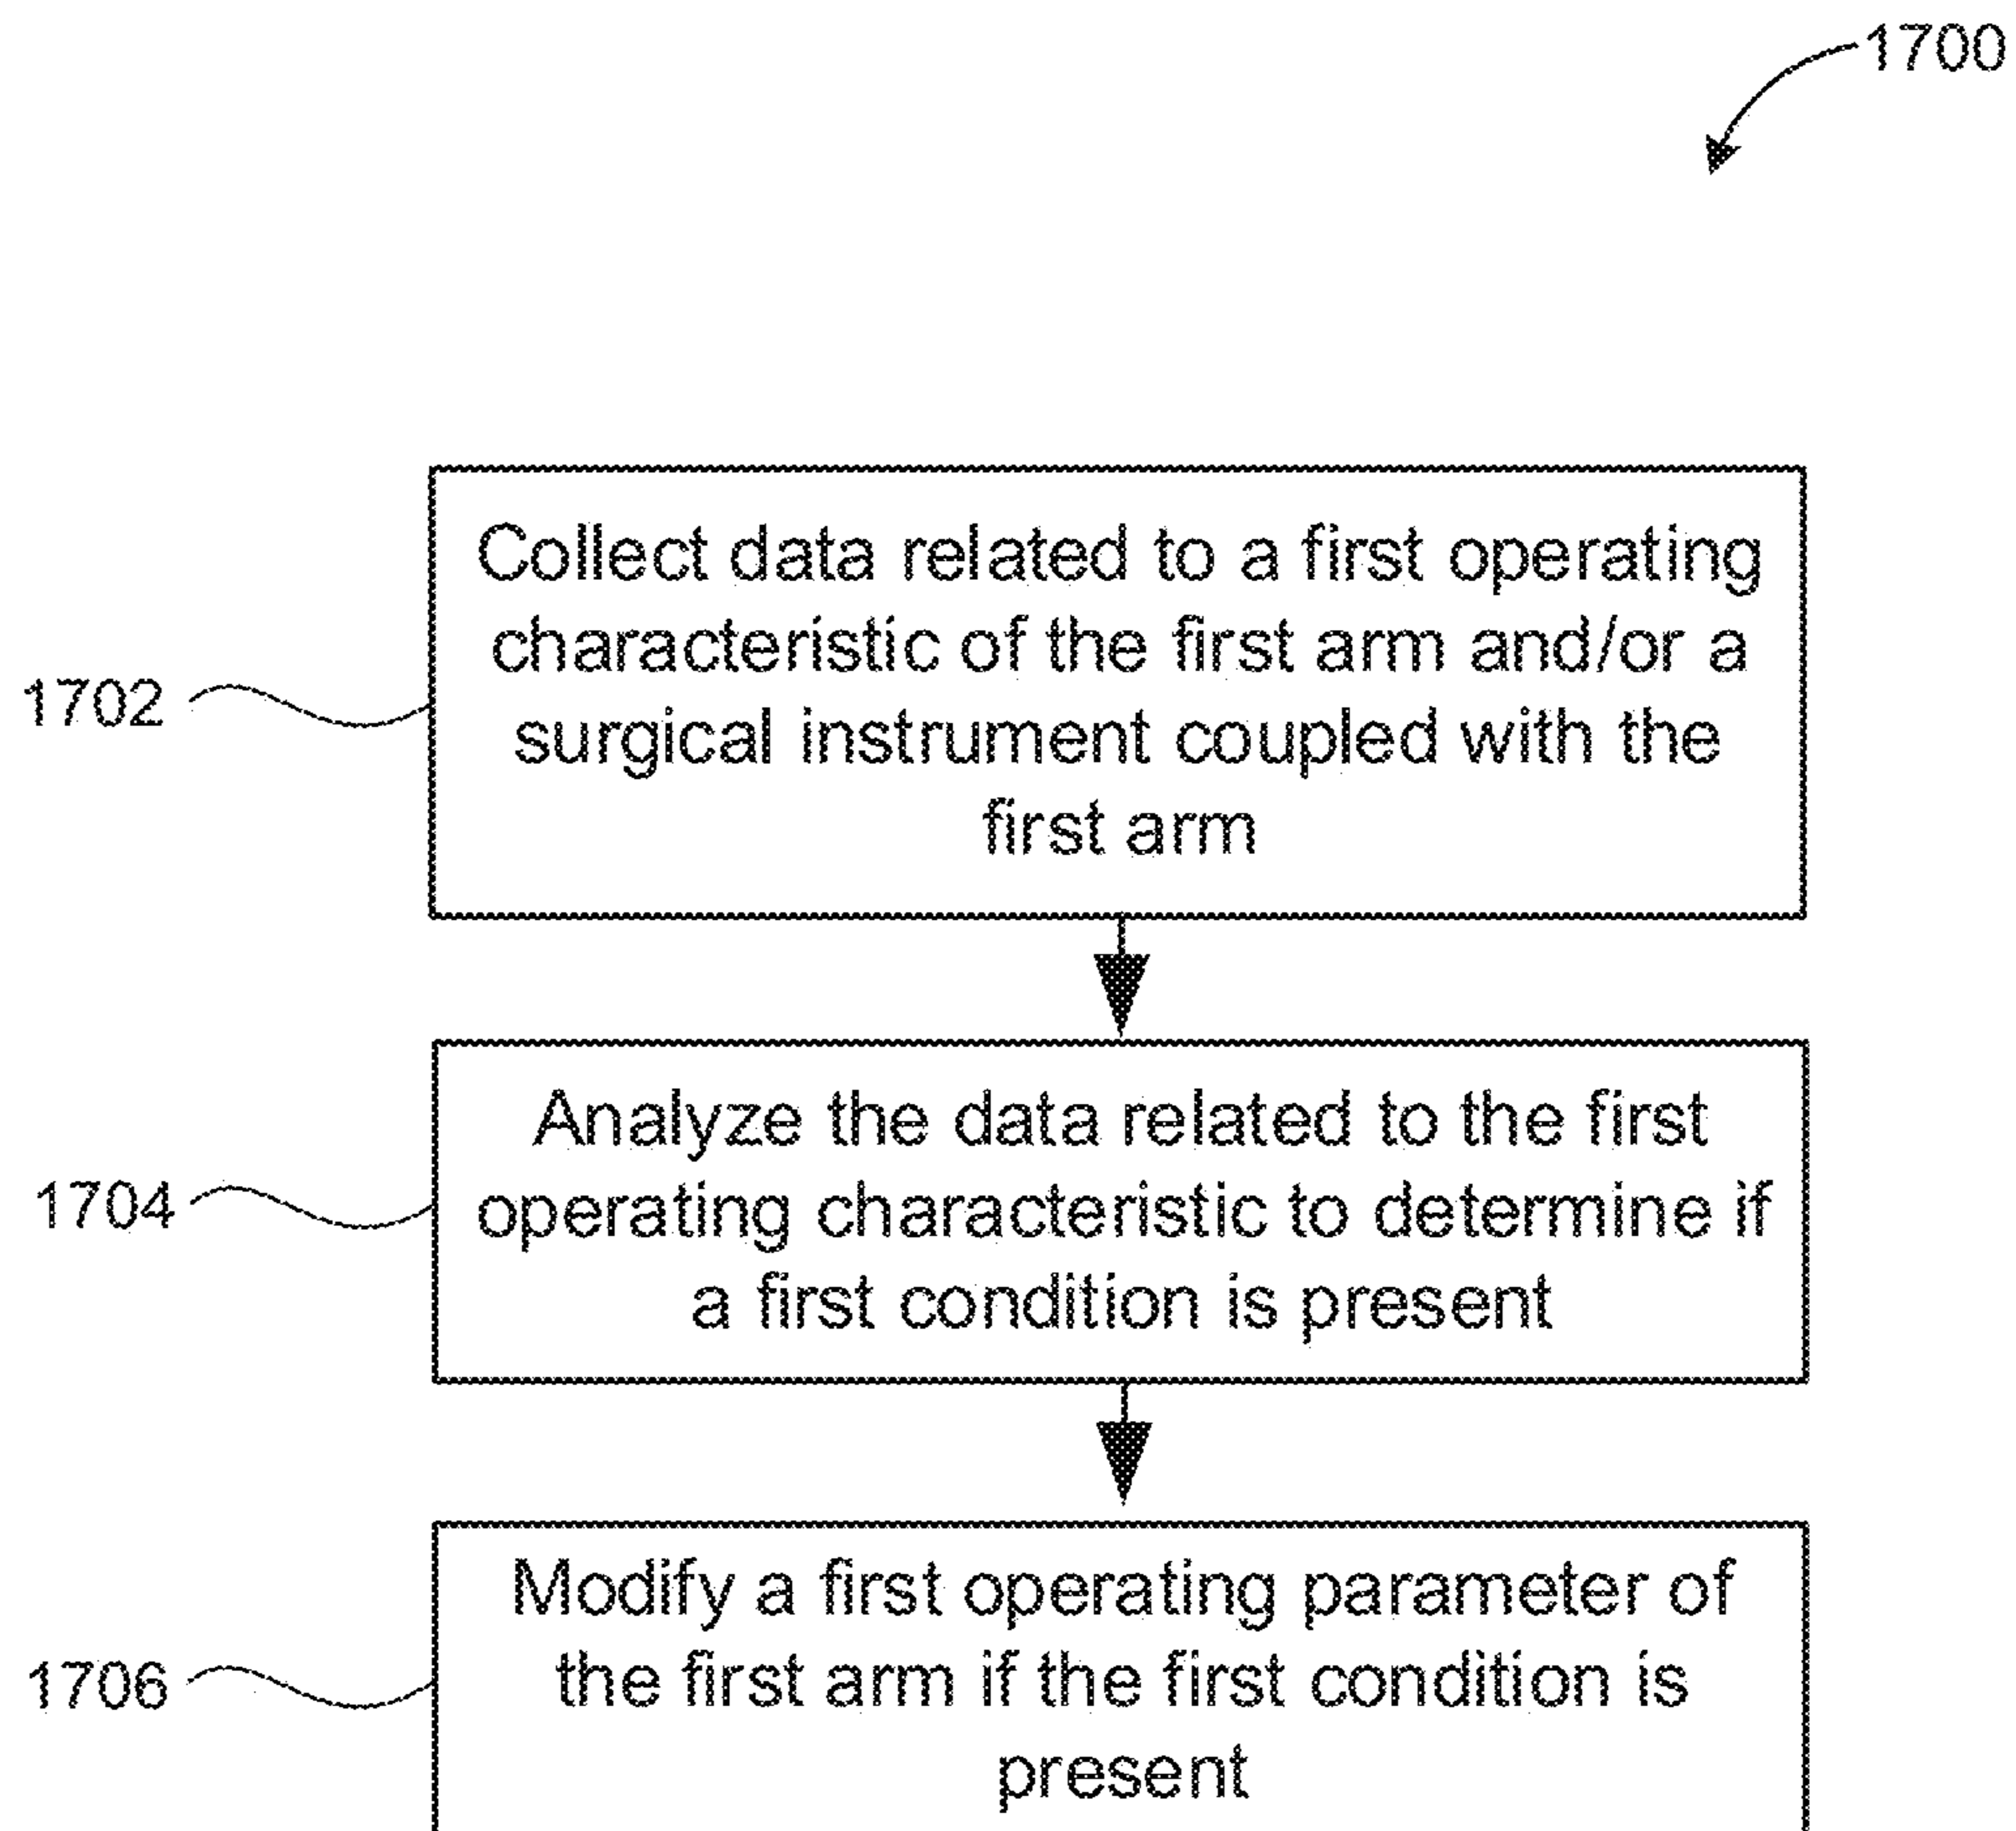 1700
Collect data related to a first operating
characteristic of the first arm and/or a
1702
surgical instrument coupled with the
first arm
Analyze the data related to the first
1704
operating characteristic to determine if
a first condition is present
Modify a first operating parameter of
1706
the first arm if the first condition is
present